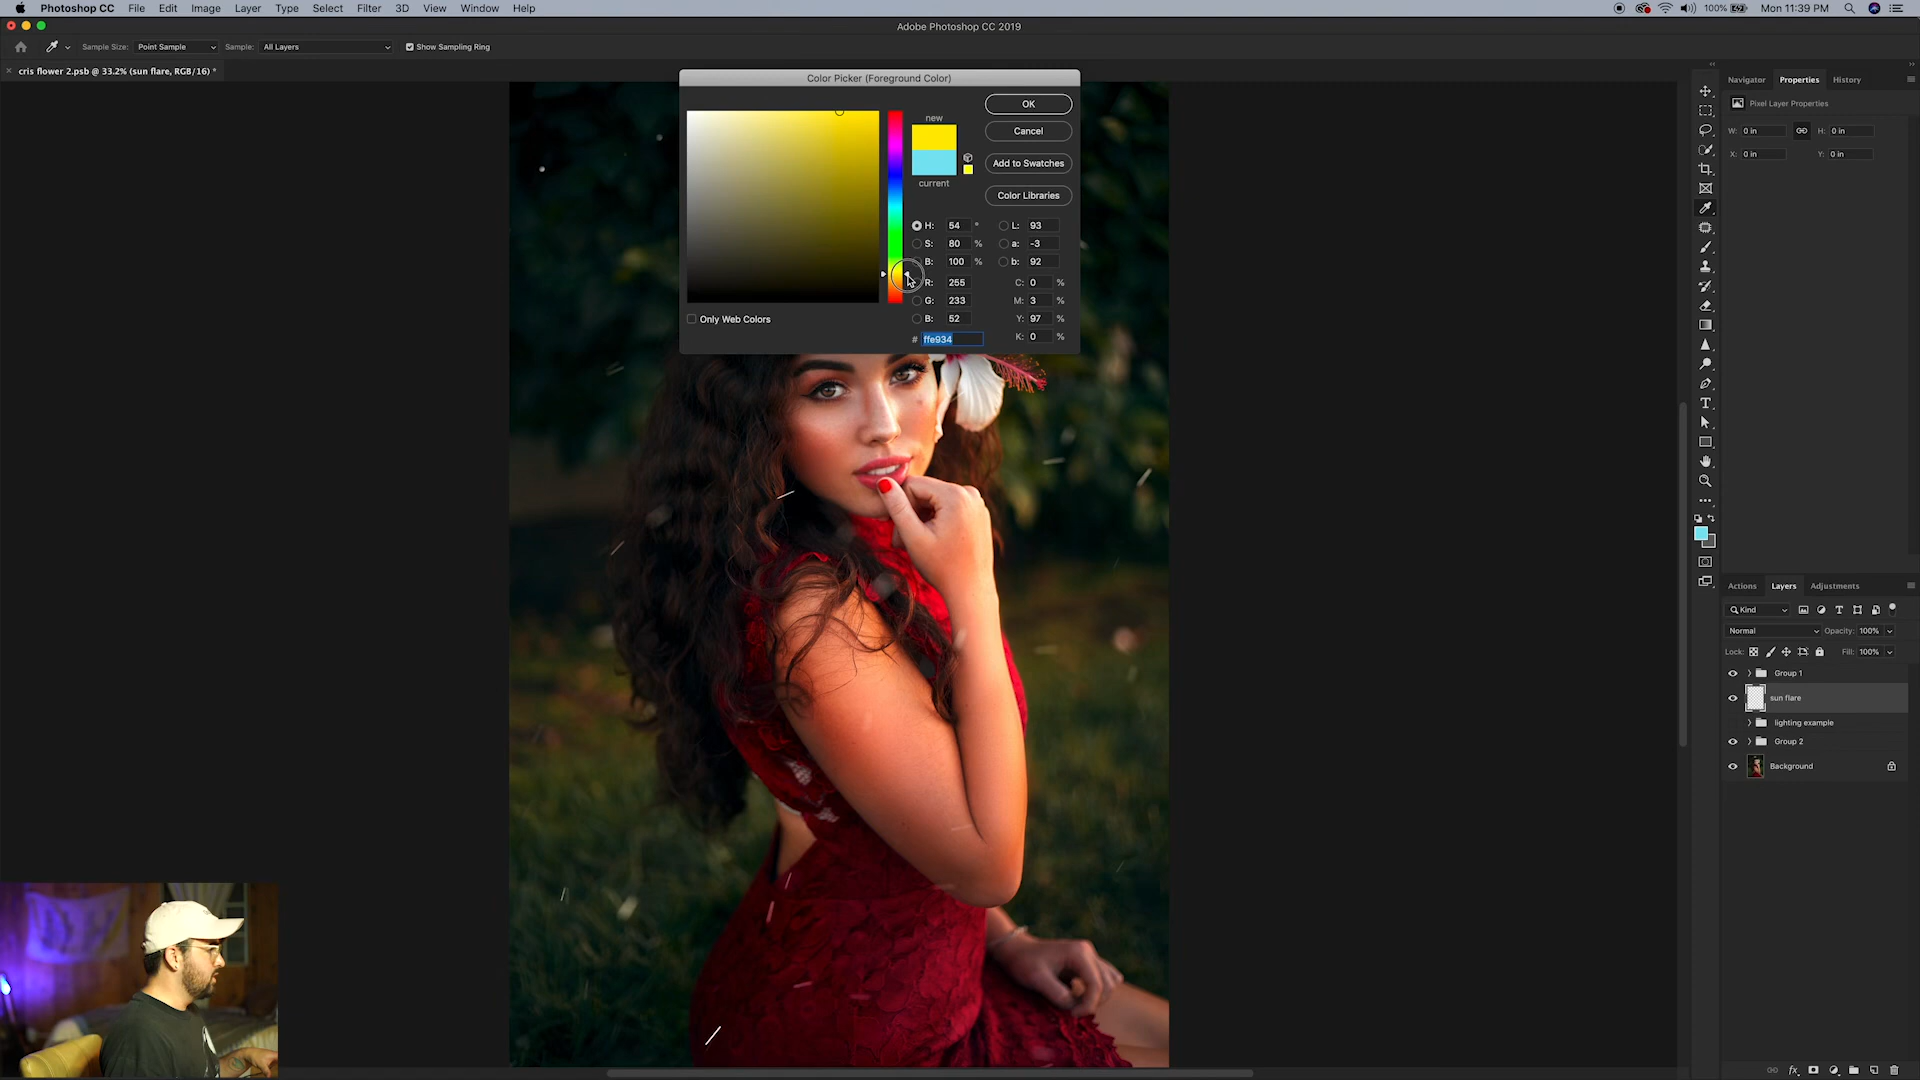 Photoshop CC File Edit Image Layer Type Select Filter 3D View Window Help 100% Mon 11:39 PM
Adobe Photoshop CC 2019
Sample Size: Point Sample Sample: All Layers Show Sampling Ring
cris flower 2.psb @ 33.2% (sun flare, RGB/16) *
Color Picker (Foreground Color)
new
current
OK
Cancel
Add to Swatches
Color Libraries
H: 54 ° L: 93
S: 80 % a: -3
B: 100 % b: 92
R: 255 C: 0 %
G: 233 M: 3 %
B: 52 Y: 97 %
# ffe934 K: 0 %
Only Web Colors
Navigator Properties History
Pixel Layer Properties
W: 0 in H: 0 in
X: 0 in Y: 0 in
Actions Layers Adjustments
Kind
Normal Opacity: 100%
Lock: Fill: 100%
Group 1
sun flare
lighting example
Group 2
Background